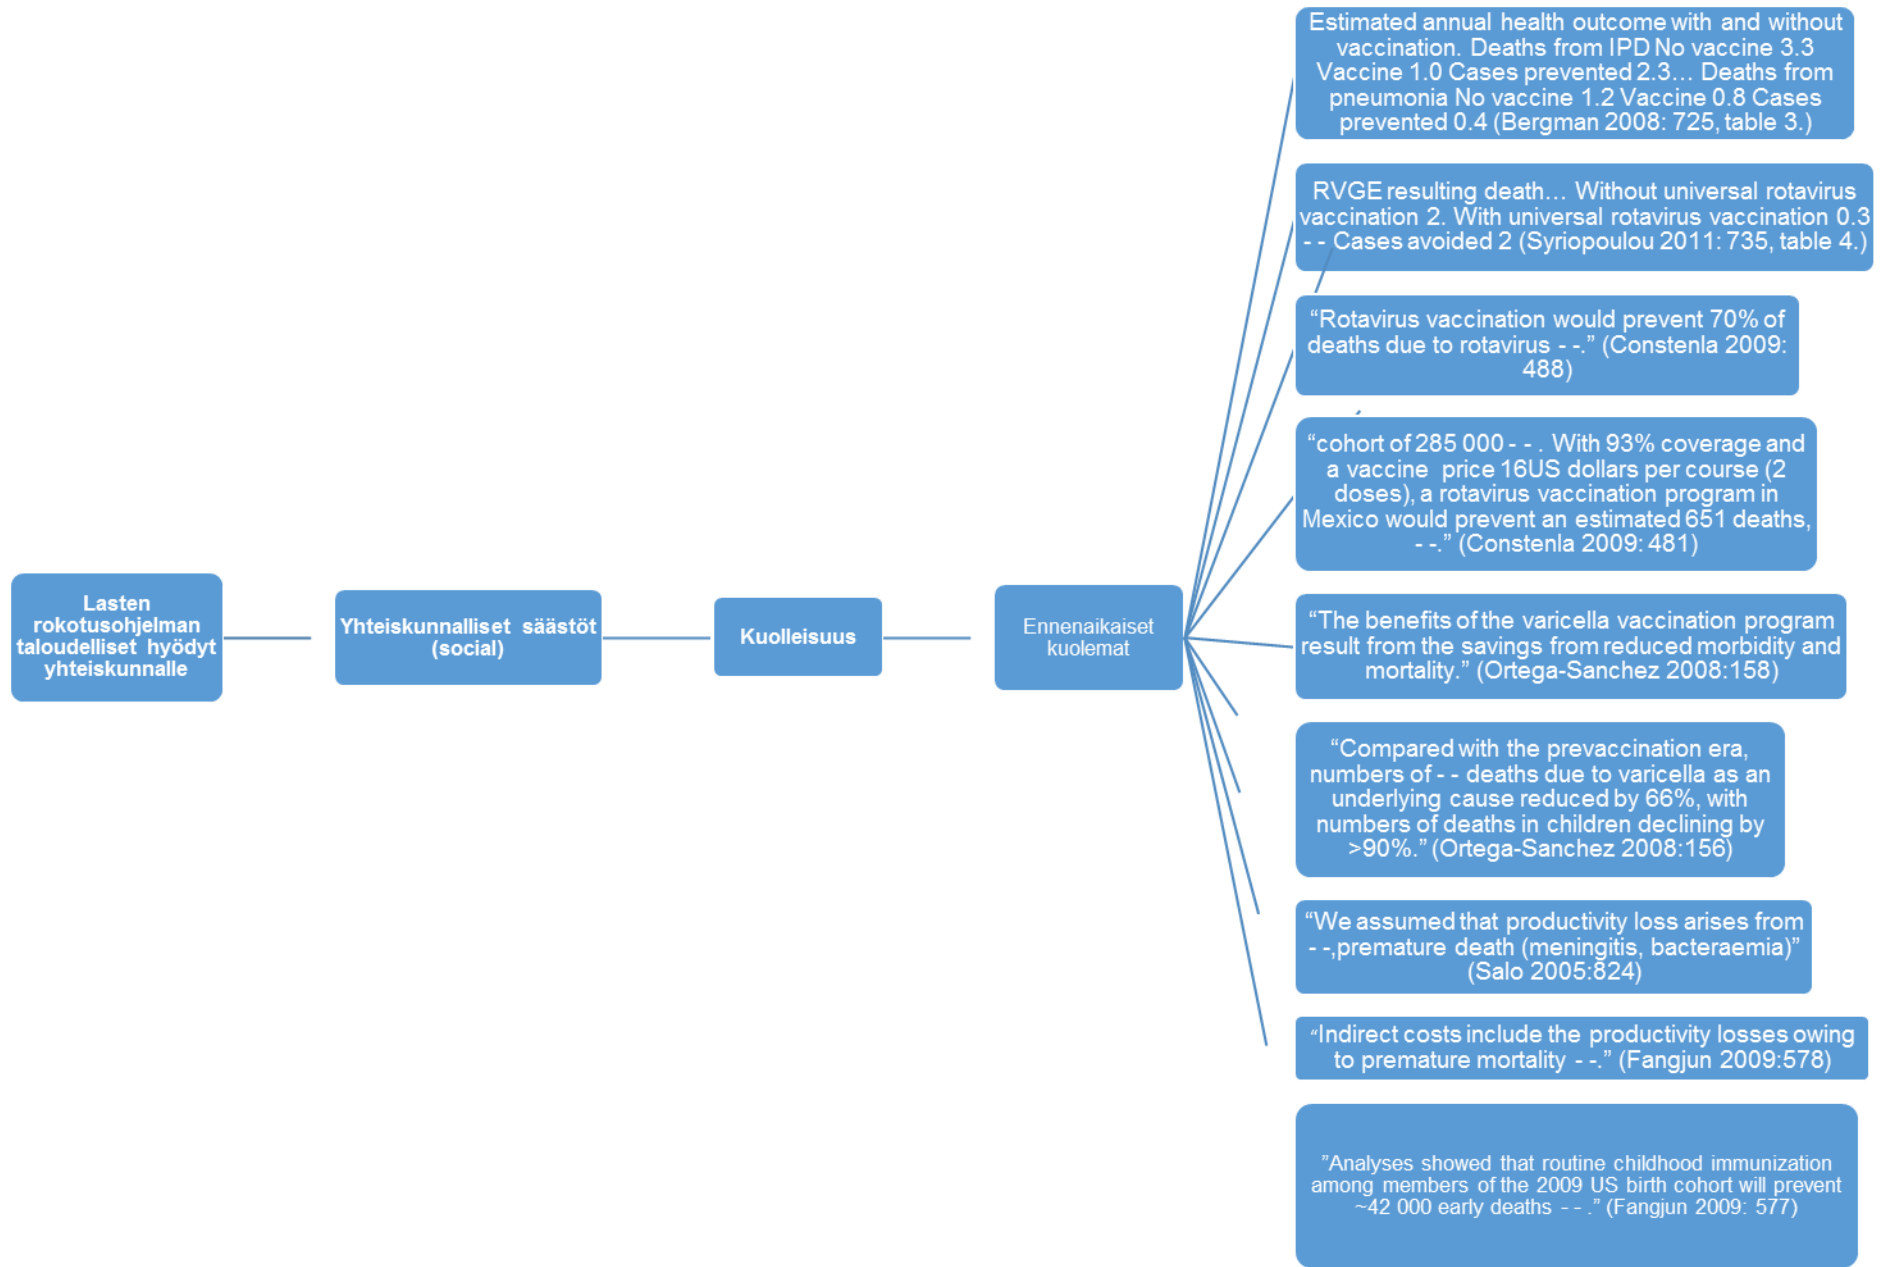 Lasten
rokotusohjelman
taloudelliset hyödyt
yhteiskunnalle
Yhteiskunnalliset säästöt
(social)
Kuolleisuus
Ennenaikaiset
kuolemat
Estimated annual health outcome with and without
vaccination. Deaths from IPD No vaccine 3.3
Vaccine 1.0 Cases prevented 2.3… Deaths from
pneumonia No vaccine 1.2 Vaccine 0.8 Cases
prevented 0.4 (Bergman 2008: 725, table 3.)
RVGE resulting death… Without universal rotavirus
vaccination 2. With universal rotavirus vaccination 0.3
- - Cases avoided 2 (Syriopoulou 2011: 735, table 4.)
“Rotavirus vaccination would prevent 70% of
deaths due to rotavirus - -.” (Constenla 2009:
488)
“cohort of 285 000 - - . With 93% coverage and
a vaccine price 16US dollars per course (2
doses), a rotavirus vaccination program in
Mexico would prevent an estimated 651 deaths,
- -.” (Constenla 2009: 481)
“The benefits of the varicella vaccination program
result from the savings from reduced morbidity and
mortality.” (Ortega-Sanchez 2008:158)
“Compared with the prevaccination era,
numbers of - - deaths due to varicella as an
underlying cause reduced by 66%, with
numbers of deaths in children declining by
>90%.” (Ortega-Sanchez 2008:156)
“We assumed that productivity loss arises from
- -,premature death (meningitis, bacteraemia)”
(Salo 2005:824)
“Indirect costs include the productivity losses owing
to premature mortality - -.” (Fangjun 2009:578)
”Analyses showed that routine childhood immunization
among members of the 2009 US birth cohort will prevent
~42 000 early deaths - - .” (Fangjun 2009: 577)